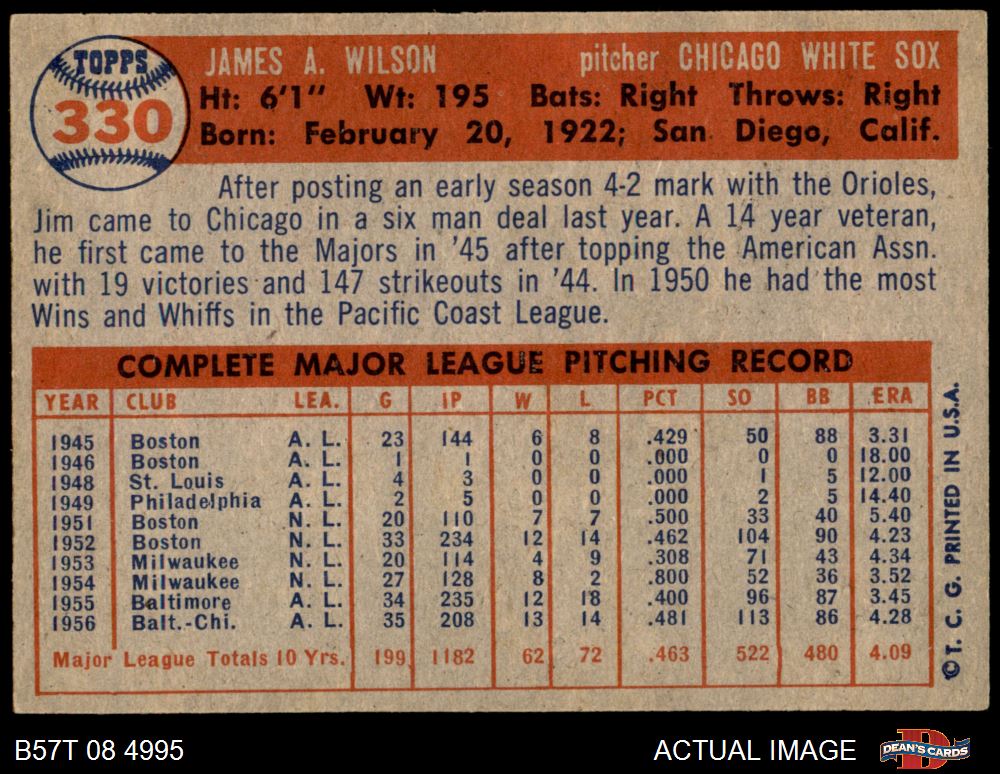 TOPPS
330
JAMES A. WILSON pitcher CHICAGO WHITE SOX
Ht: 6'1" Wt: 195 Bats: Right Throws: Right
Born: February 20, 1922; San Diego, Calif.
After posting an early season 4-2 mark with the Orioles,
Jim came to Chicago in a six man deal last year. A 14 year veteran,
he first came to the Majors in '45 after topping the American Assn.
with 19 victories and 147 strikeouts in '44. In 1950 he had the most
Wins and Whiffs in the Pacific Coast League.
COMPLETE MAJOR LEAGUE PITCHING RECORD
YEAR CLUB LEA. G IP W L PCT SO BB ERA
1945 Boston A. L. 23 144 6 8 .429 50 88 3.31
1946 Boston A. L. 1 1 0 0 .000 0 0 18.00
1948 St. Louis A. L. 4 3 0 0 .000 1 5 12.00
1949 Philadelphia A. L. 2 5 0 0 .000 2 5 14.40
1951 Boston N. L. 20 110 7 7 .500 33 40 5.40
1952 Boston N. L. 33 234 12 14 .462 104 90 4.23
1953 Milwaukee N. L. 20 114 4 9 .308 71 43 4.34
1954 Milwaukee N. L. 27 128 8 2 .800 52 36 3.52
1955 Baltimore A. L. 34 235 12 18 .400 96 87 3.45
1956 Balt.-Chi. A. L. 35 208 13 14 .481 113 86 4.28
Major League Totals 10 Yrs. 199 1182 62 72 .463 522 480 4.09
©T. C. G. PRINTED IN U.S.A.
B57T 08 4995 ACTUAL IMAGE DEAN'S CARDS